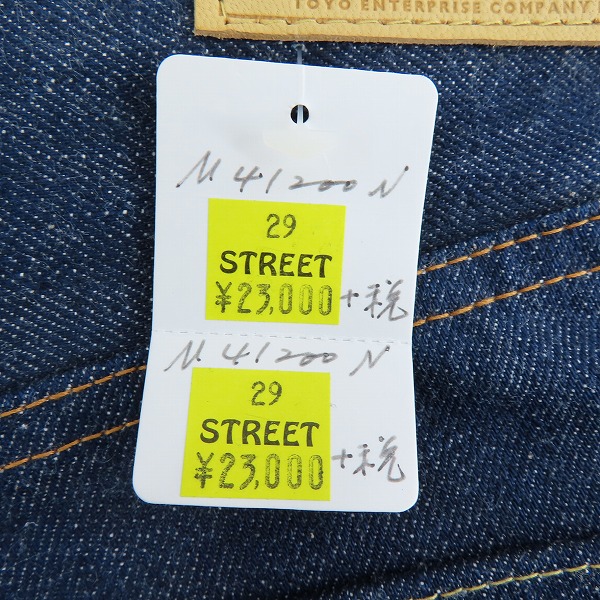 TOYO ENTERPRISE COMPANY
M41200N
29
STREET
¥23,000+税
M41200N
29
STREET
¥23,000+税